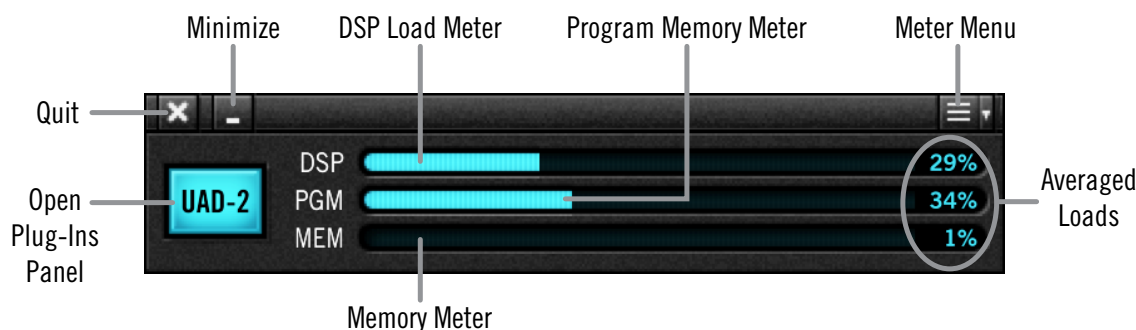 Minimize
DSP Load Meter
Program Memory Meter
Meter Menu
Quit
DSP
29%
UAD-2
PGM
34%
MEM
1%
Open
Plug-Ins
Panel
Averaged
Loads
Memory Meter